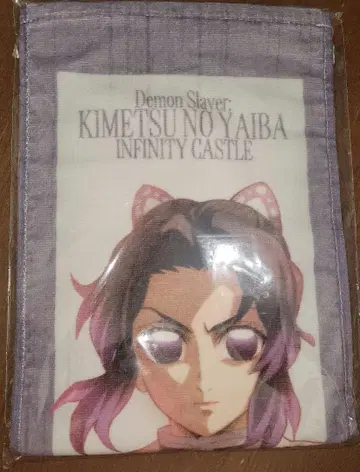 Demon Slayer:
KIMETSU NO YAIBA
INFINITY CASTLE